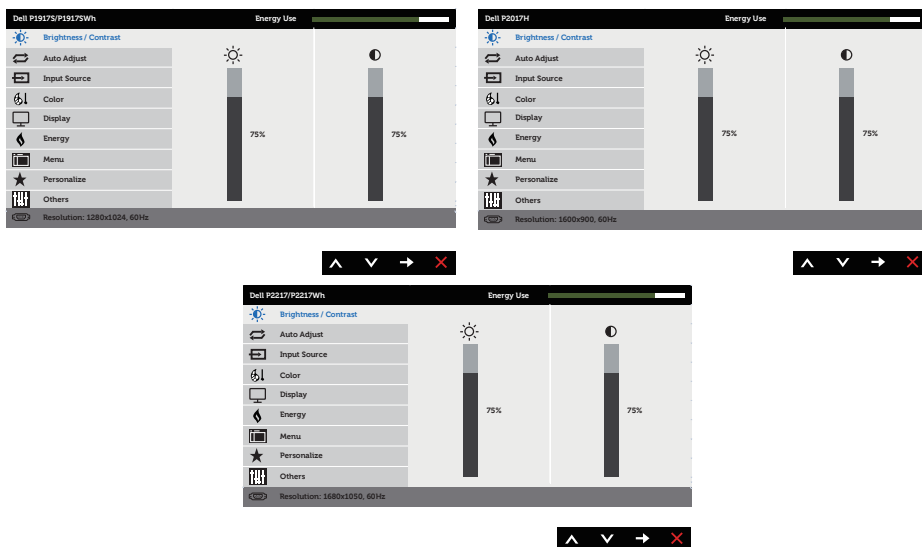 Dell P1917S/P1917SWh Energy Use
Brightness / Contrast
Auto Adjust
Input Source
Color
Display
Energy
Menu
Personalize
Others
75% 75%
Resolution: 1280x1024, 60Hz
Dell P2017H Energy Use
Brightness / Contrast
Auto Adjust
Input Source
Color
Display
Energy
Menu
Personalize
Others
75% 75%
Resolution: 1600x900, 60Hz
Dell P2217/P2217Wh Energy Use
Brightness / Contrast
Auto Adjust
Input Source
Color
Display
Energy
Menu
Personalize
Others
75% 75%
Resolution: 1680x1050, 60Hz